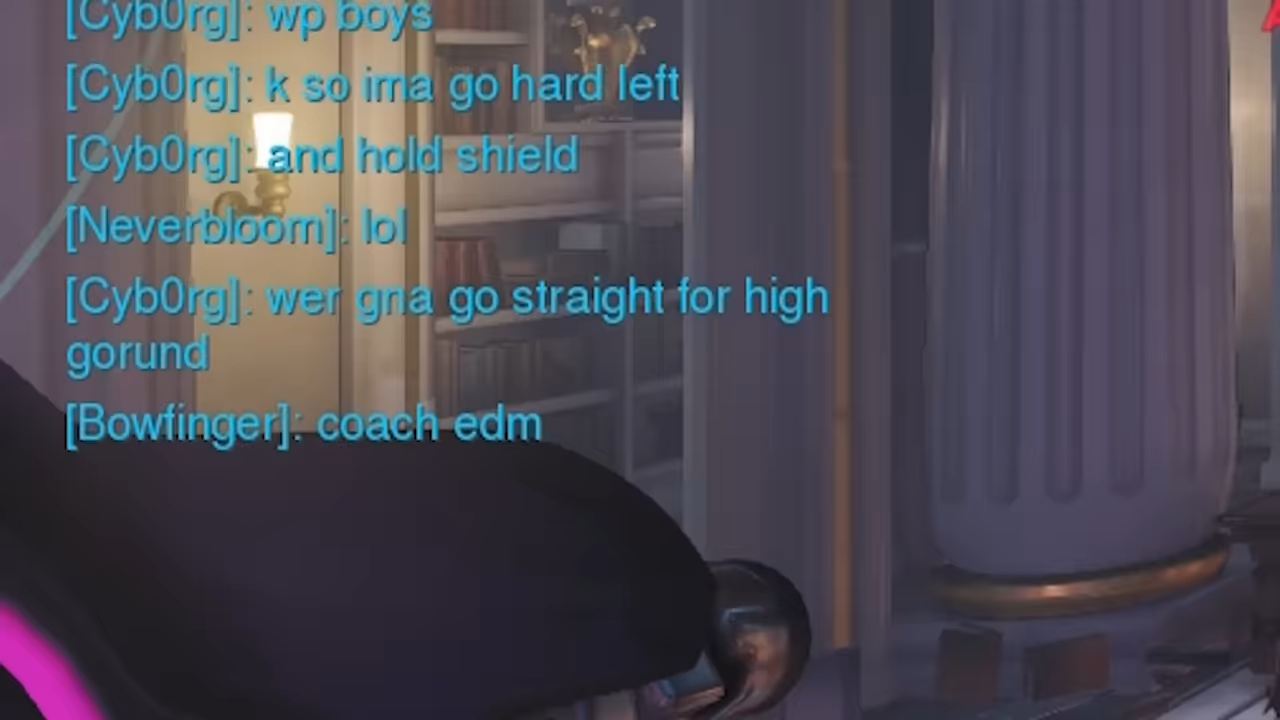 [Cyb0rg]: wp boys
[Cyb0rg]: k so ima go hard left
[Cyb0rg]: and hold shield
[Neverbloom]: lol
[Cyb0rg]: wer gna go straight for high
gorund
[Bowfinger]: coach edm